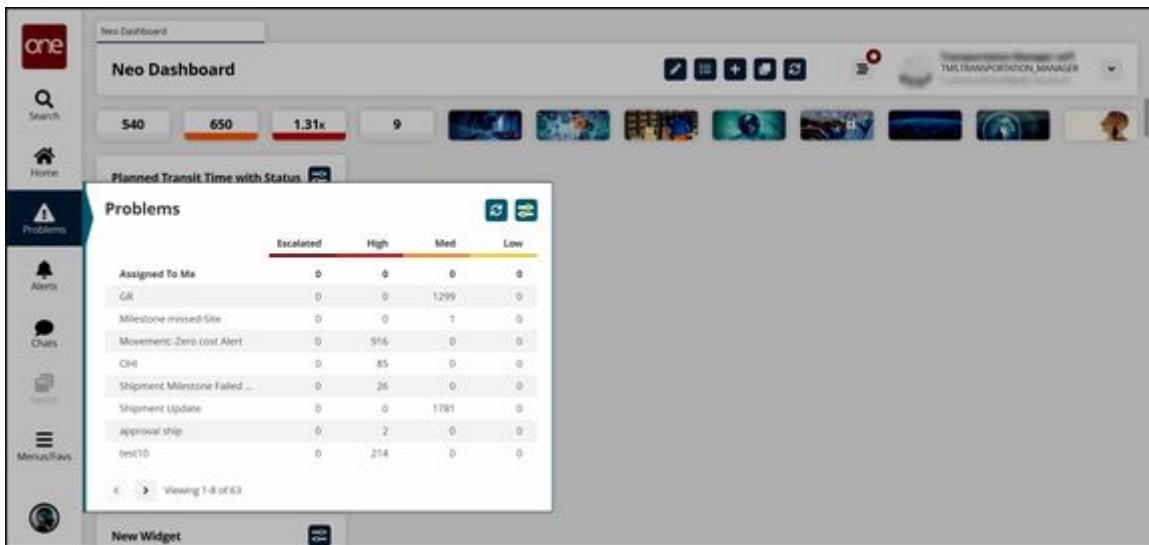 one
Neo Dashboard
Neo Dashboard
TMS.TRANSPORTATION_MANAGER
Search
540 650 1.31K 9
Home
Planned Transit Time with Status
Problems
Problems
Escalated High Med Low
Assigned To Me 0 0 0 0
GR 0 0 1299 0
Alerts
Milestone missed-Site 0 0 1 0
Movement:-Zero cost Alert 0 916 0 0
Chats
OHI 0 85 0 0
Shipment Milestone Failed ... 0 26 0 0
Shipment Update 0 0 1781 0
approval ship 0 2 0 0
Menus/Favs
test10 0 214 0 0
Viewing 1-8 of 63
New Widget